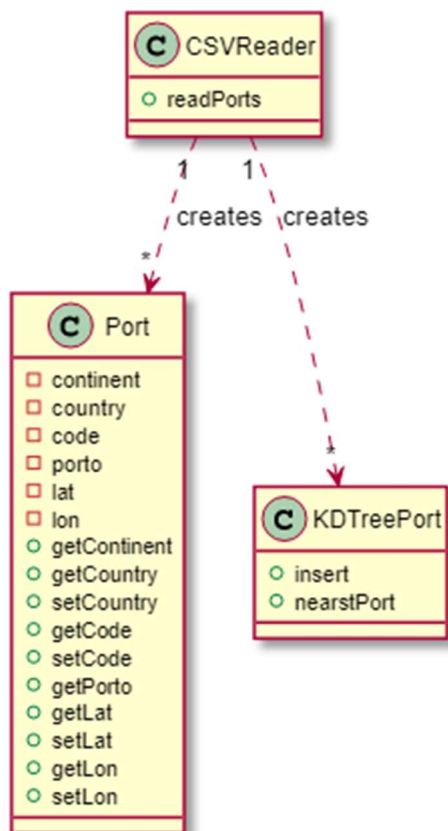 C CSVReader
readPorts
1 1
creates creates
*
C Port
continent
country
code
porto
lat
lon
getContinent
getCountry
setCountry
getCode
setCode
getPorto
getLat
setLat
getLon
setLon
*
C KDTreePort
insert
nearstPort